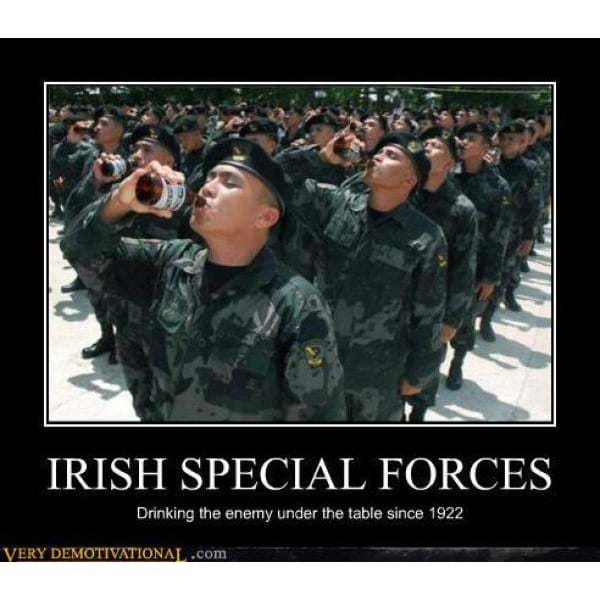 IRISH SPECIAL FORCES
Drinking the enemy under the table since 1922
VERY DEMOTIVATIONAL.com